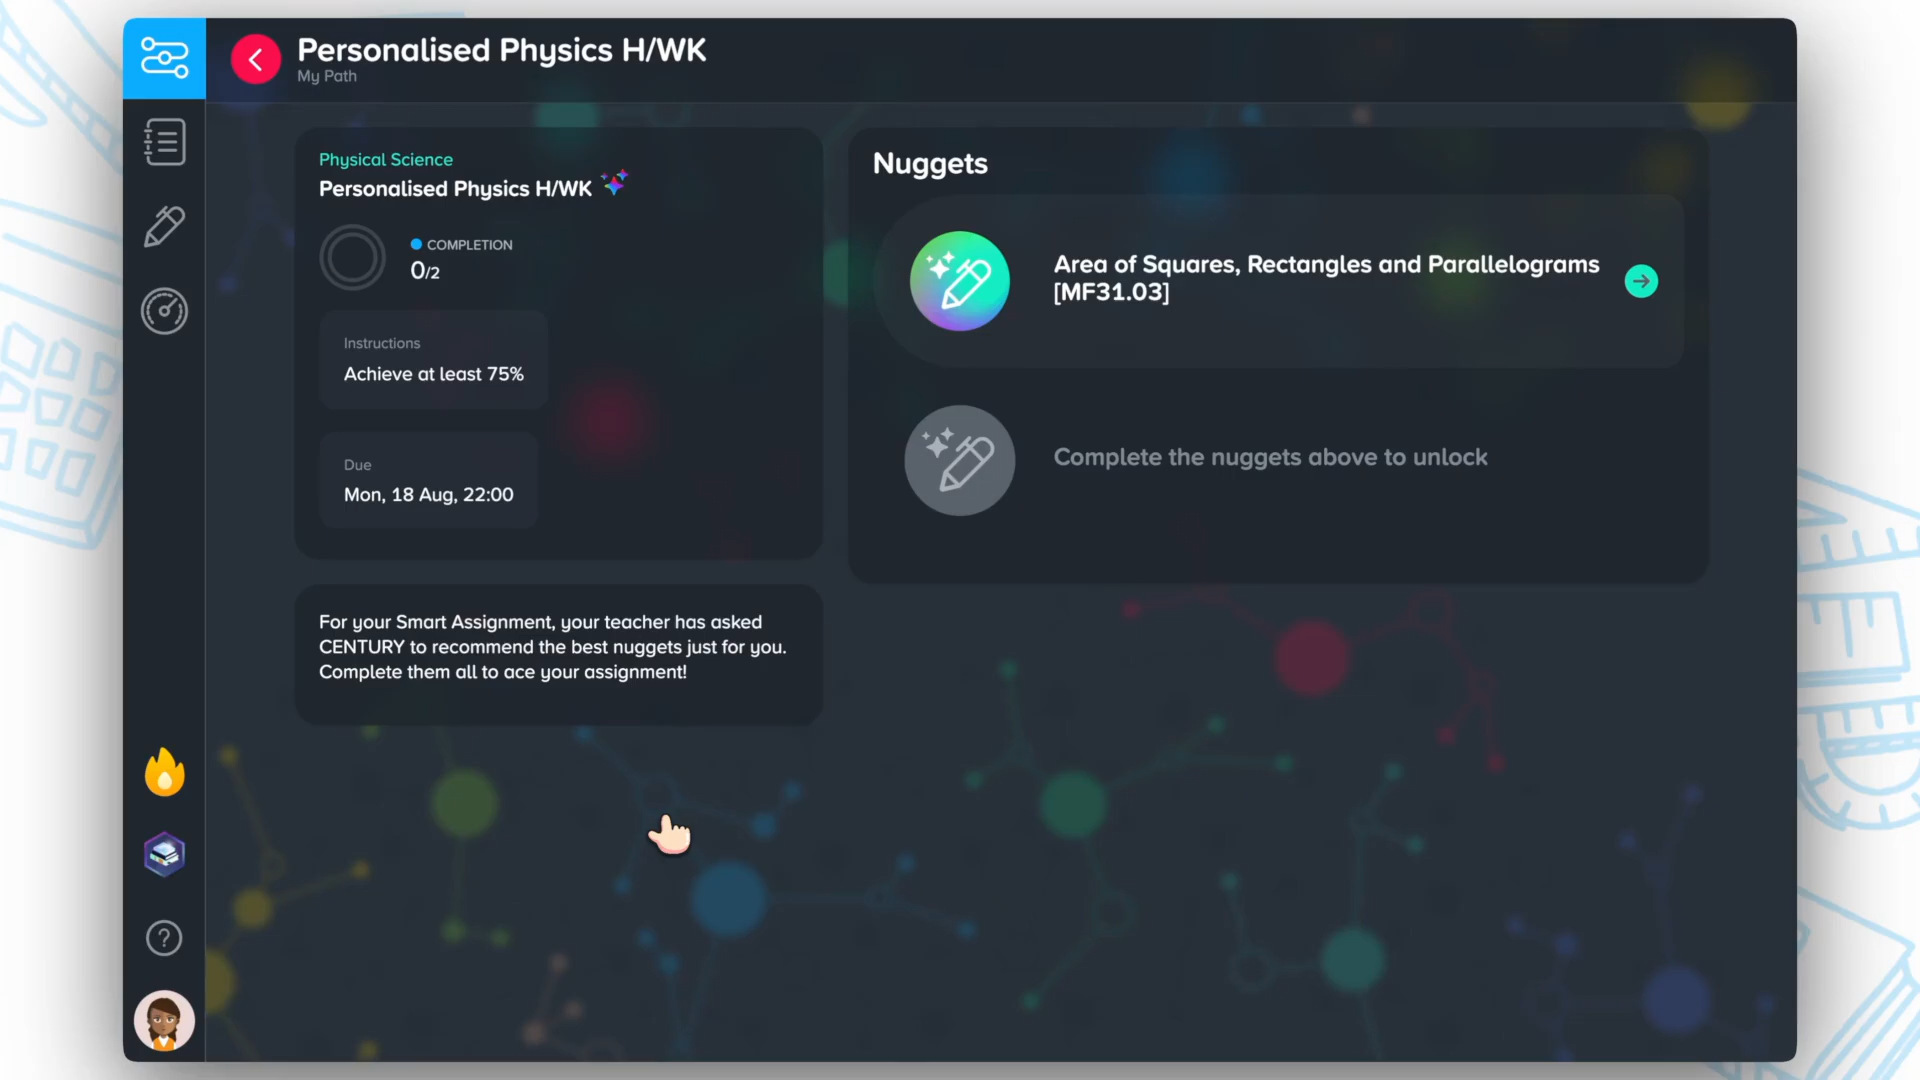 Personalised Physics H/WK
My Path
Physical Science
Personalised Physics H/WK
COMPLETION
0/2
Instructions
Achieve at least 75%
Due
Mon, 18 Aug, 22:00
For your Smart Assignment, your teacher has asked
CENTURY to recommend the best nuggets just for you.
Complete them all to ace your assignment!
Nuggets
Area of Squares, Rectangles and Parallelograms
[MF31.03]
Complete the nuggets above to unlock
?